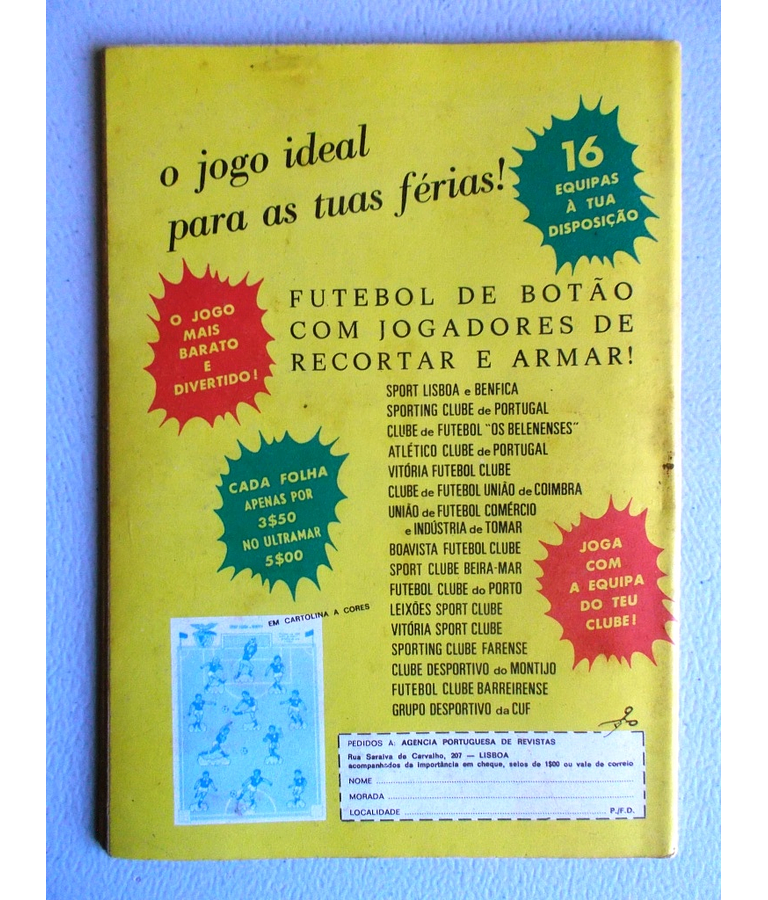 o jogo ideal
para as tuas férias!
16
EQUIPAS
À TUA
DISPOSIÇÃO
O JOGO
MAIS
BARATO
E
DIVERTIDO!
FUTEBOL DE BOTÃO
COM JOGADORES DE
RECORTAR E ARMAR!
SPORT LISBOA e BENFICA
SPORTING CLUBE de PORTUGAL
CLUBE de FUTEBOL "OS BELENENSES"
ATLÉTICO CLUBE de PORTUGAL
VITÓRIA FUTEBOL CLUBE
CLUBE de FUTEBOL UNIÃO de COIMBRA
UNIÃO de FUTEBOL COMÉRCIO
e INDÚSTRIA de TOMAR
BOAVISTA FUTEBOL CLUBE
SPORT CLUBE BEIRA-MAR
FUTEBOL CLUBE do PORTO
LEIXÕES SPORT CLUBE
VITÓRIA SPORT CLUBE
SPORTING CLUBE FARENSE
CLUBE DESPORTIVO do MONTIJO
FUTEBOL CLUBE BARREIRENSE
GRUPO DESPORTIVO da CUF
CADA FOLHA
APENAS POR
3$50
NO ULTRAMAR
5$00
JOGA
COM
A EQUIPA
DO TEU
CLUBE!
EM CARTOLINA A CORES
PEDIDOS À: AGENCIA PORTUGUESA DE REVISTAS
Rua Saraiva de Carvalho, 207 — LISBOA
acompanhados da importância em cheque, selos de 1$00 ou vale de correio
NOME
MORADA
LOCALIDADE P./F.D.